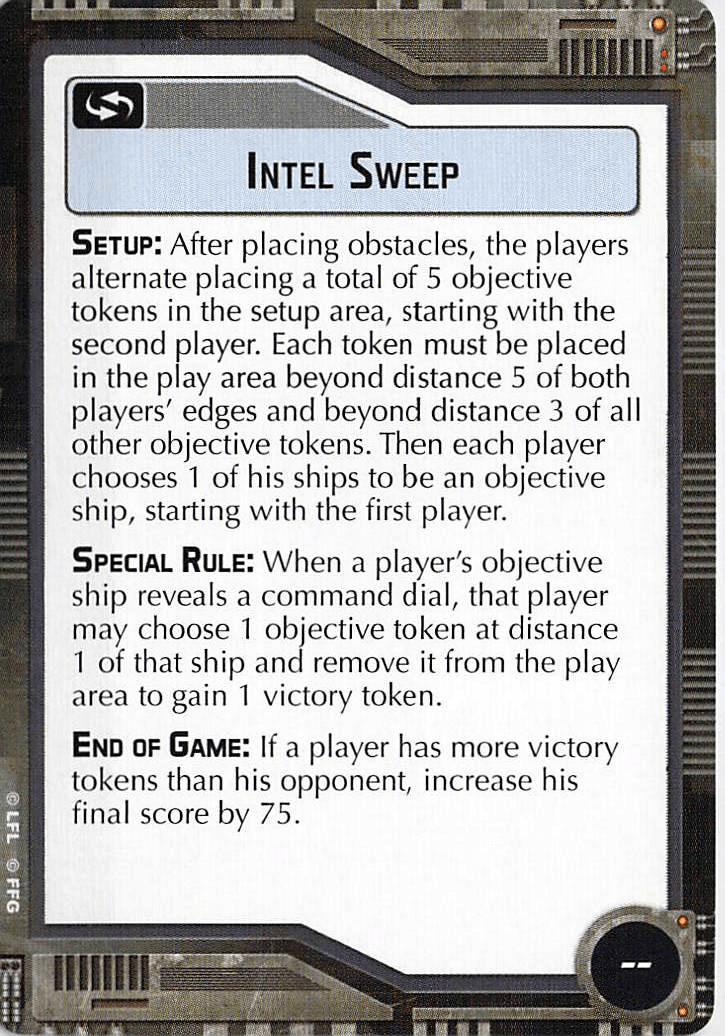 INTEL SWEEP
SETUP: After placing obstacles, the players
alternate placing a total of 5 objective
tokens in the setup area, starting with the
second player. Each token must be placed
in the play area beyond distance 5 of both
players’ edges and beyond distance 3 of all
other objective tokens. Then each player
chooses 1 of his ships to be an objective
ship, starting with the first player.
SPECIAL RULE: When a player’s objective
ship reveals a command dial, that player
may choose 1 objective token at distance
1 of that ship and remove it from the play
area to gain 1 victory token.
END OF GAME: If a player has more victory
tokens than his opponent, increase his
final score by 75.
© LFL © FFG
--